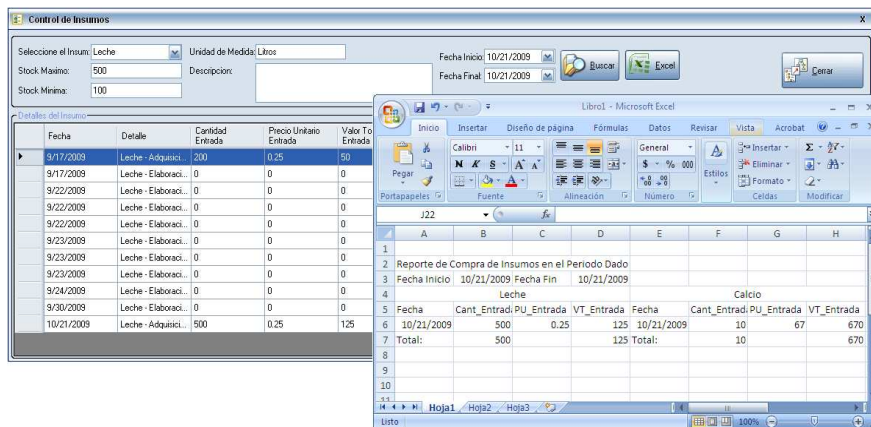 Control de Insumos X
Seleccione el Insum: Leche Unidad de Medida: Litros
Stock Maximo: 500 Descripcion:
Stock Minima: 100
Fecha Inicio: 10/21/2009
Fecha Final: 10/21/2009
Buscar
Excel
Cerrar
Detalles del Insumo
Fecha Detalle Cantidad Entrada Precio Unitario Entrada Valor To Entrada
9/17/2009 Leche - Adquisici... 200 0.25 50
9/17/2009 Leche - Elaboraci... 0 0 0
9/22/2009 Leche - Elaboraci... 0 0 0
9/22/2009 Leche - Elaboraci... 0 0 0
9/22/2009 Leche - Elaboraci... 0 0 0
9/23/2009 Leche - Elaboraci... 0 0 0
9/23/2009 Leche - Elaboraci... 0 0 0
9/23/2009 Leche - Elaboraci... 0 0 0
9/24/2009 Leche - Elaboraci... 0 0 0
9/30/2009 Leche - Elaboraci... 0 0 0
10/21/2009 Leche - Adquisici... 500 0.25 125
Libro1 - Microsoft Excel
Inicio Insertar Diseño de página Fórmulas Datos Revisar Vista Acrobat
Pegar
Portapapeles
Calibri 11
N K S A A
A
Fuente
Alineación
General
$ % 000
Número
Estilos
Insertar
Eliminar
Formato
Celdas
Modificar
J22 fx
A B C D E F G H
1
2 Reporte de Compra de Insumos en el Periodo Dado
3 Fecha Inicio 10/21/2009 Fecha Fin 10/21/2009
4 Leche Calcio
5 Fecha Cant_Entrada PU_Entrada VT_Entrada Fecha Cant_Entrada PU_Entrada VT_Entrada
6 10/21/2009 500 0.25 125 10/21/2009 10 67 670
7 Total: 500 125 Total: 10 670
8
9
10
11
Hoja1 Hoja2 Hoja3
Listo 100%